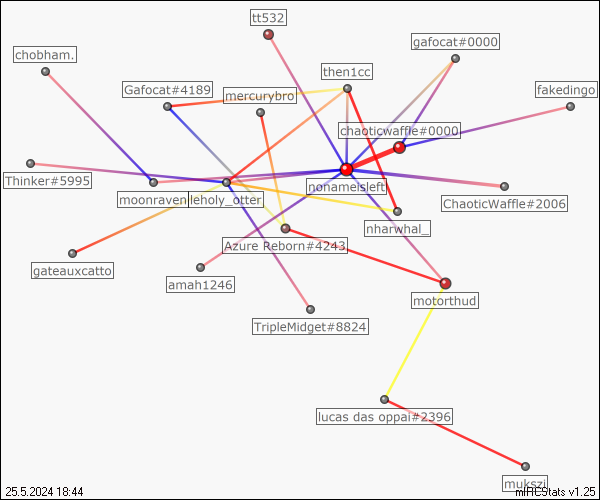 tt532
gafocat#0000
chobham.
then1cc
Gafocat#4189
mercurybro
fakedingo
chaoticwaffle#0000
Thinker#5995
nonameisleft
moonraven
leholy_otter.
ChaoticWaffle#2006
nharwhal_
Azure Reborn#4243
gateauxcatto
amah1246
motorthud
TripleMidget#8824
lucas das oppai#2396
mukszi
25.5.2024 18:44
mIRCStats v1.25